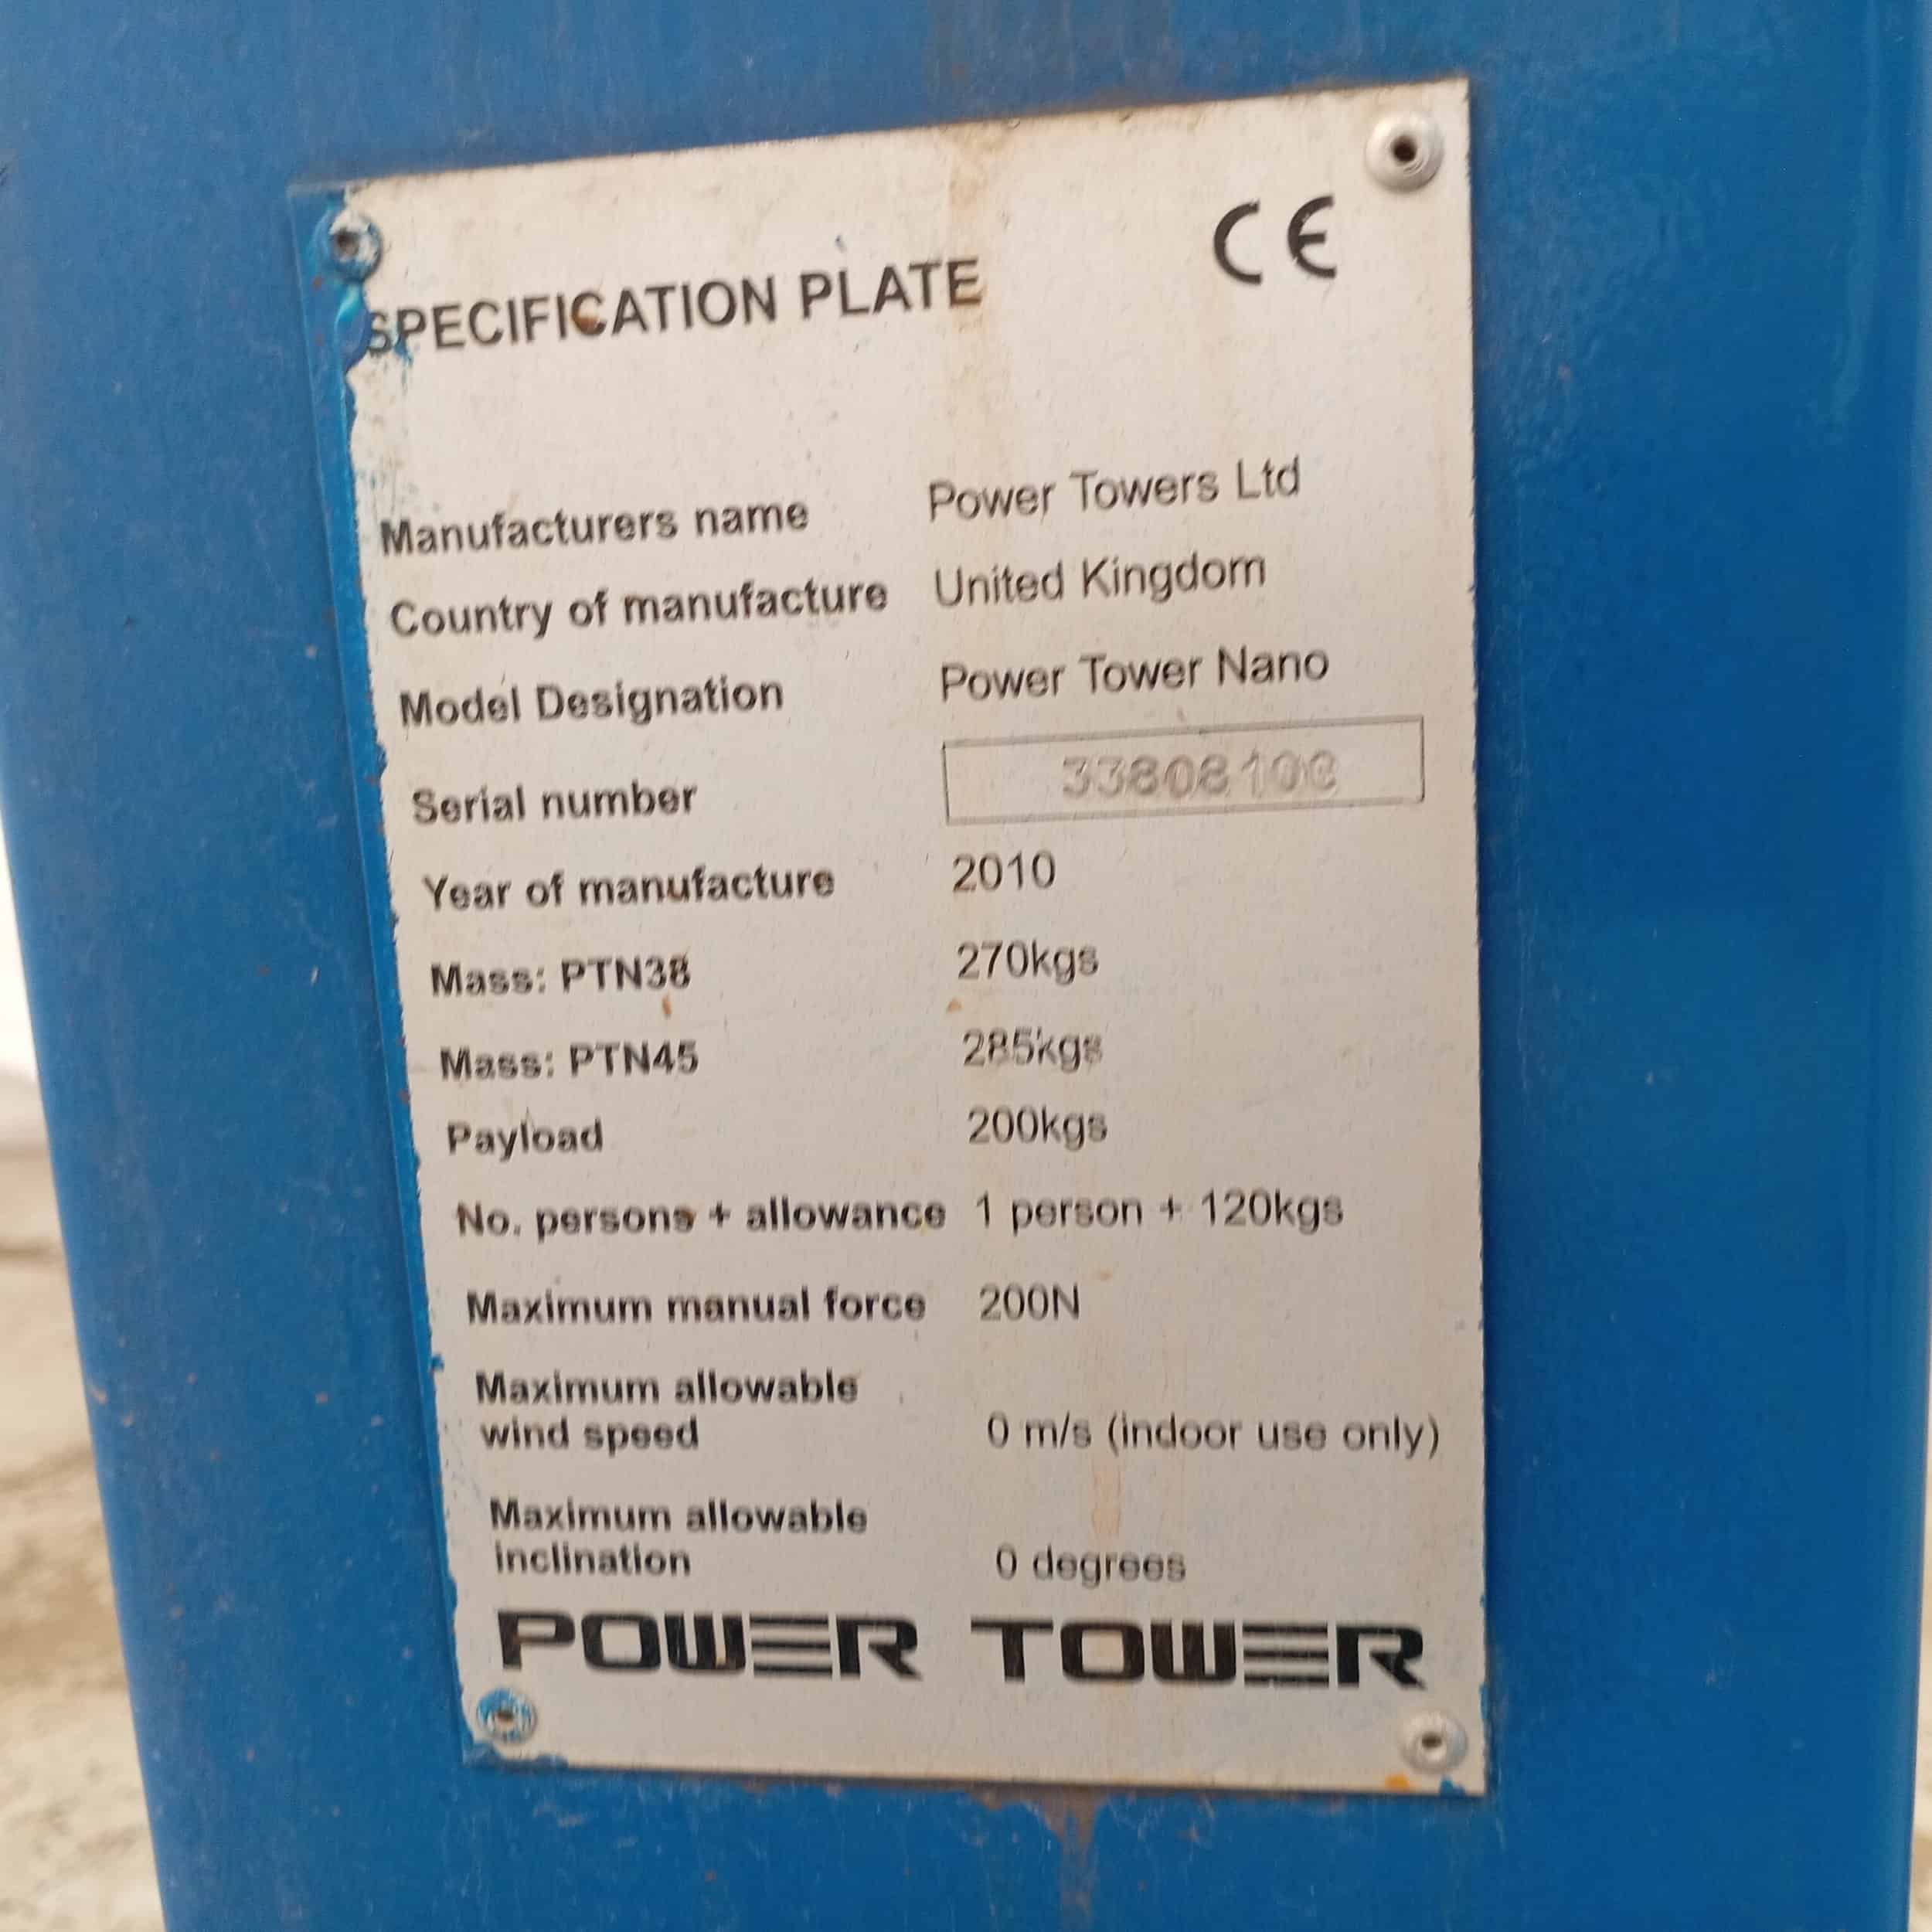 CE
SPECIFICATION PLATE
Manufacturers name Power Towers Ltd
Country of manufacture United Kingdom
Model Designation Power Tower Nano
Serial number
Year of manufacture 2010
Mass: PTN38 270kgs
Mass: PTN45 285kgs
Payload 200kgs
No. persons + allowance 1 person + 120kgs
Maximum manual force 200N
Maximum allowable
wind speed 0 m/s (indoor use only)
Maximum allowable
inclination 0 degrees
POWER TOWER